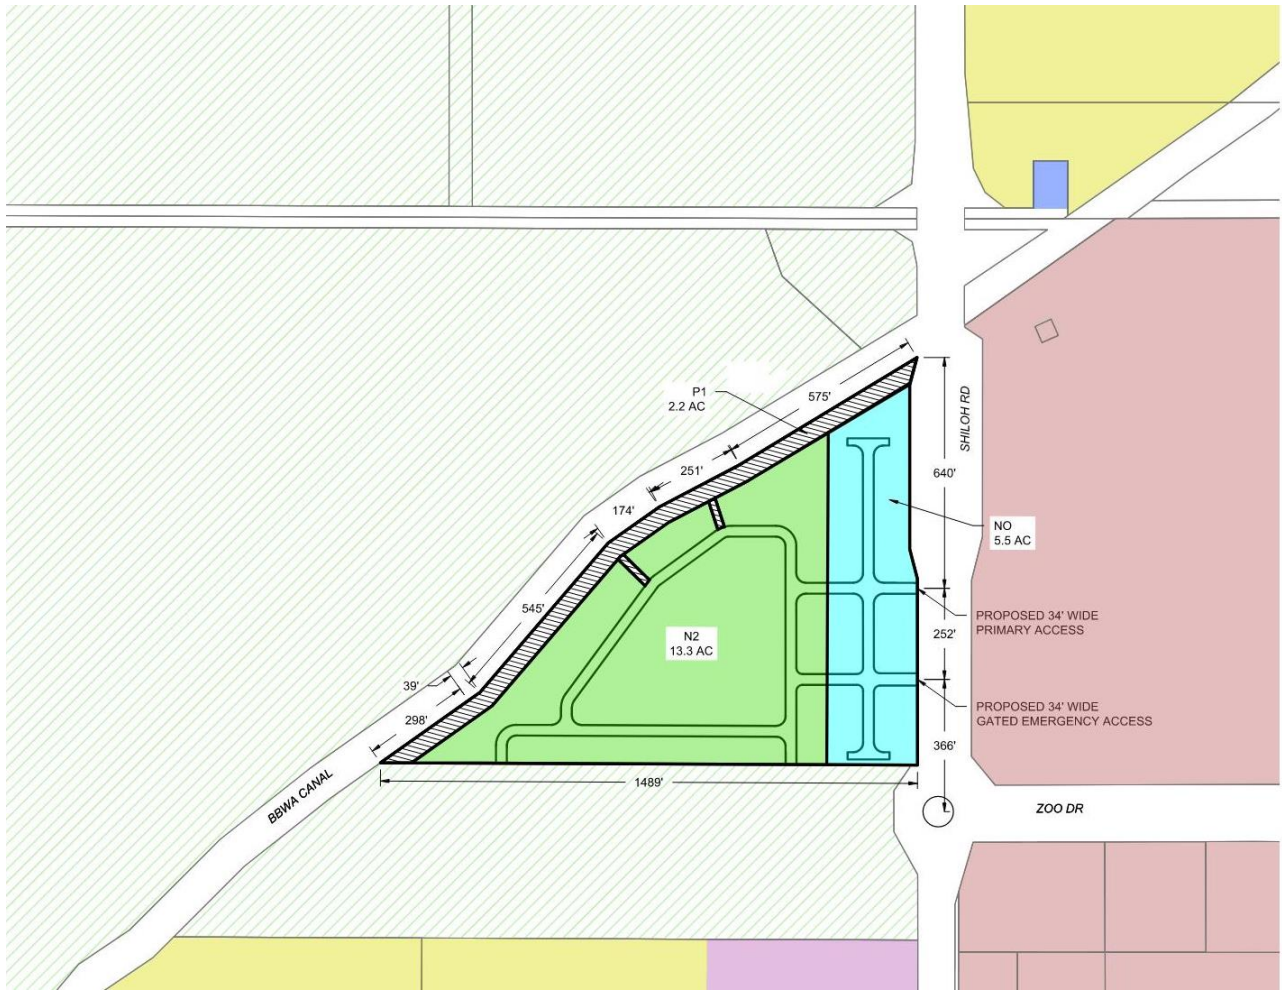 P1
2.2 AC
575'
251'
174'
545'
39'
298'
SHILOH RD
640'
NO
5.5 AC
PROPOSED 34' WIDE
PRIMARY ACCESS
252'
N2
13.3 AC
PROPOSED 34' WIDE
GATED EMERGENCY ACCESS
366'
1489'
BBWA CANAL
ZOO DR